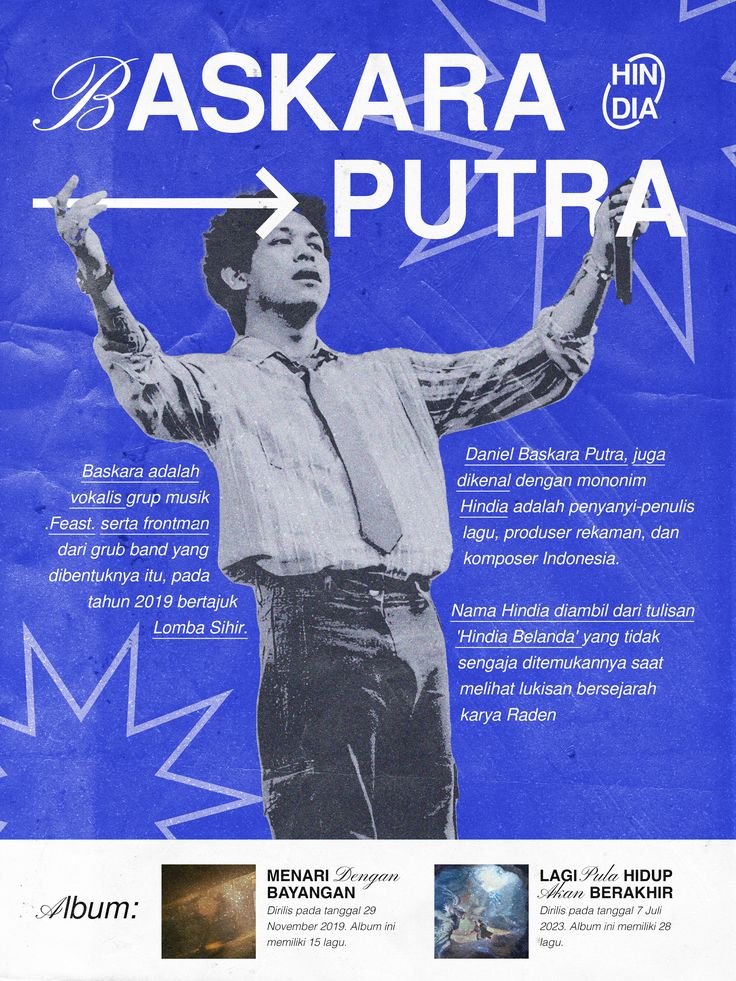 BASKARA
HIN
DIA
PUTRA
Baskara adalah
vokalis grup musik
.Feast. serta frontman
dari grub band yang
dibentuknya itu, pada
tahun 2019 bertajuk
Lomba Sihir.
Daniel Baskara Putra, juga
dikenal dengan mononim
Hindia adalah penyanyi-penulis
lagu, produser rekaman, dan
komposer Indonesia.
Nama Hindia diambil dari tulisan
'Hindia Belanda' yang tidak
sengaja ditemukannya saat
melihat lukisan bersejarah
karya Raden
Album:
MENARI Dengan
BAYANGAN
Dirilis pada tanggal 29
November 2019. Album ini
memiliki 15 lagu.
LAGI Pula HIDUP
Akan BERAKHIR
Dirilis pada tanggal 7 Juli
2023. Album ini memiliki 28
lagu.